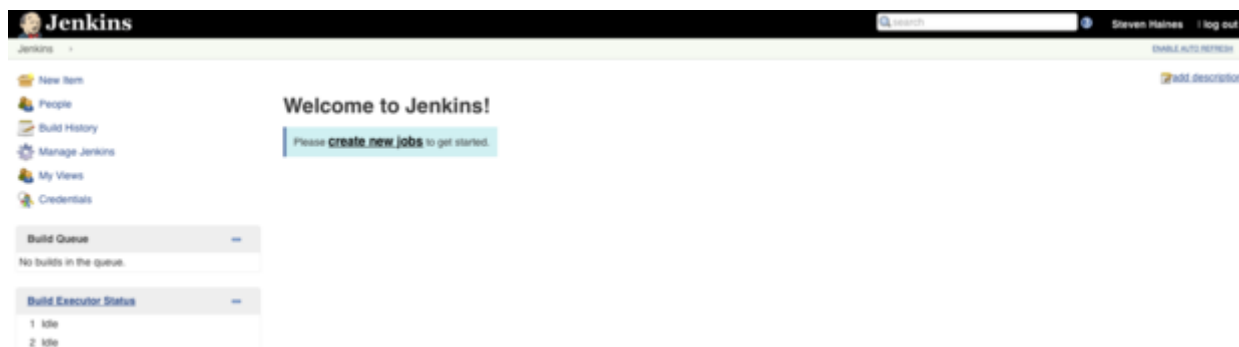 Jenkins
search
Steven Haines | log out
Jenkins
ENABLE AUTO REFRESH
add description
New Item
People
Build History
Manage Jenkins
My Views
Credentials
Welcome to Jenkins!
Please create new jobs to get started.
Build Queue
No builds in the queue.
Build Executor Status
1 Idle
2 Idle